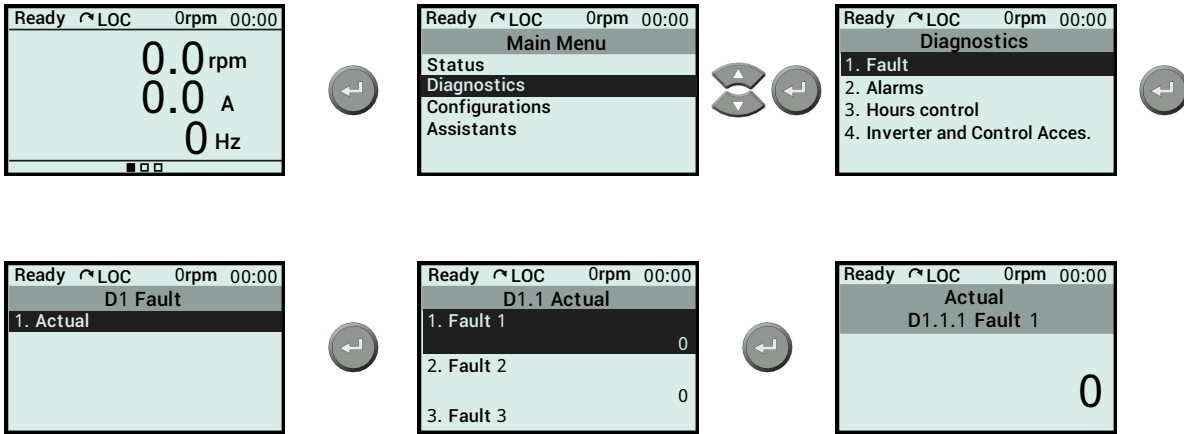 Ready LOC 0rpm 00:00
0.0 rpm
0.0 A
0 Hz
Ready LOC 0rpm 00:00
Main Menu
Status
Diagnostics
Configurations
Assistants
Ready LOC 0rpm 00:00
Diagnostics
1. Fault
2. Alarms
3. Hours control
4. Inverter and Control Acces.
Ready LOC 0rpm 00:00
D1 Fault
1. Actual
Ready LOC 0rpm 00:00
D1.1 Actual
1. Fault 1
0
2. Fault 2
0
3. Fault 3
Ready LOC 0rpm 00:00
Actual
D1.1.1 Fault 1
0